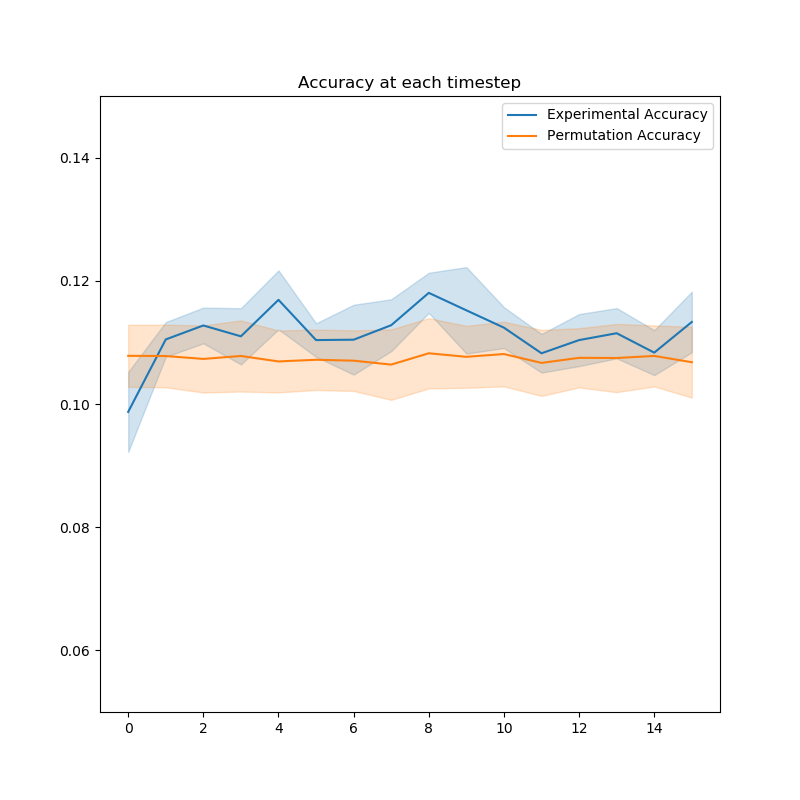 Accuracy at each timestep
Experimental Accuracy
Permutation Accuracy
0.14
0.12
0.10
0.08
0.06
0 2 4 6 8 10 12 14